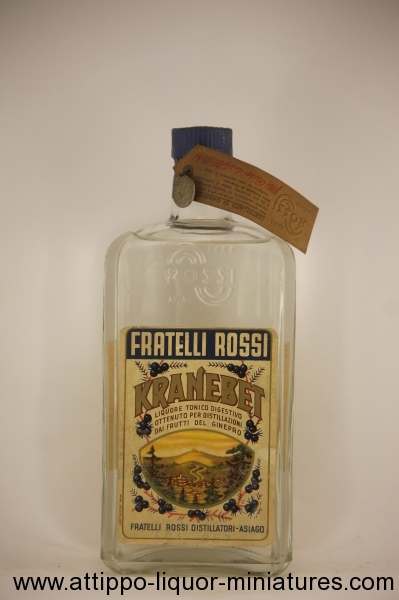 ROSSI
FRATELLI ROSSI
KRANEBET
LIQUORE TONICO DIGESTIVO
OTTENUTO PER DISTILLAZIONE
DAI FRUTTI DEL GINEPRO
FRATELLI ROSSI DISTILLATORI-ASIAGO
www.attippo-liquor-miniatures.com